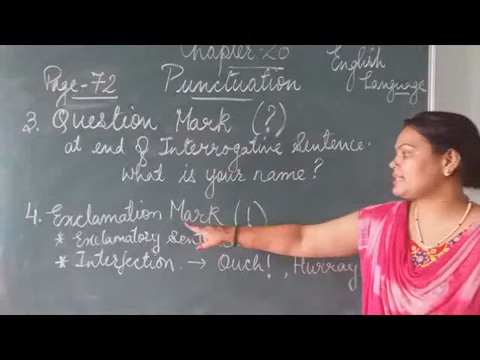 Chapter-20
English
Language
Page-72 Punctuation
3. Question Mark (?)
at end of Interrogative Sentence.
What is your name?
4. Exclamation Mark (!)
* Exclamatory
* Interjection → Ouch!, Hurray